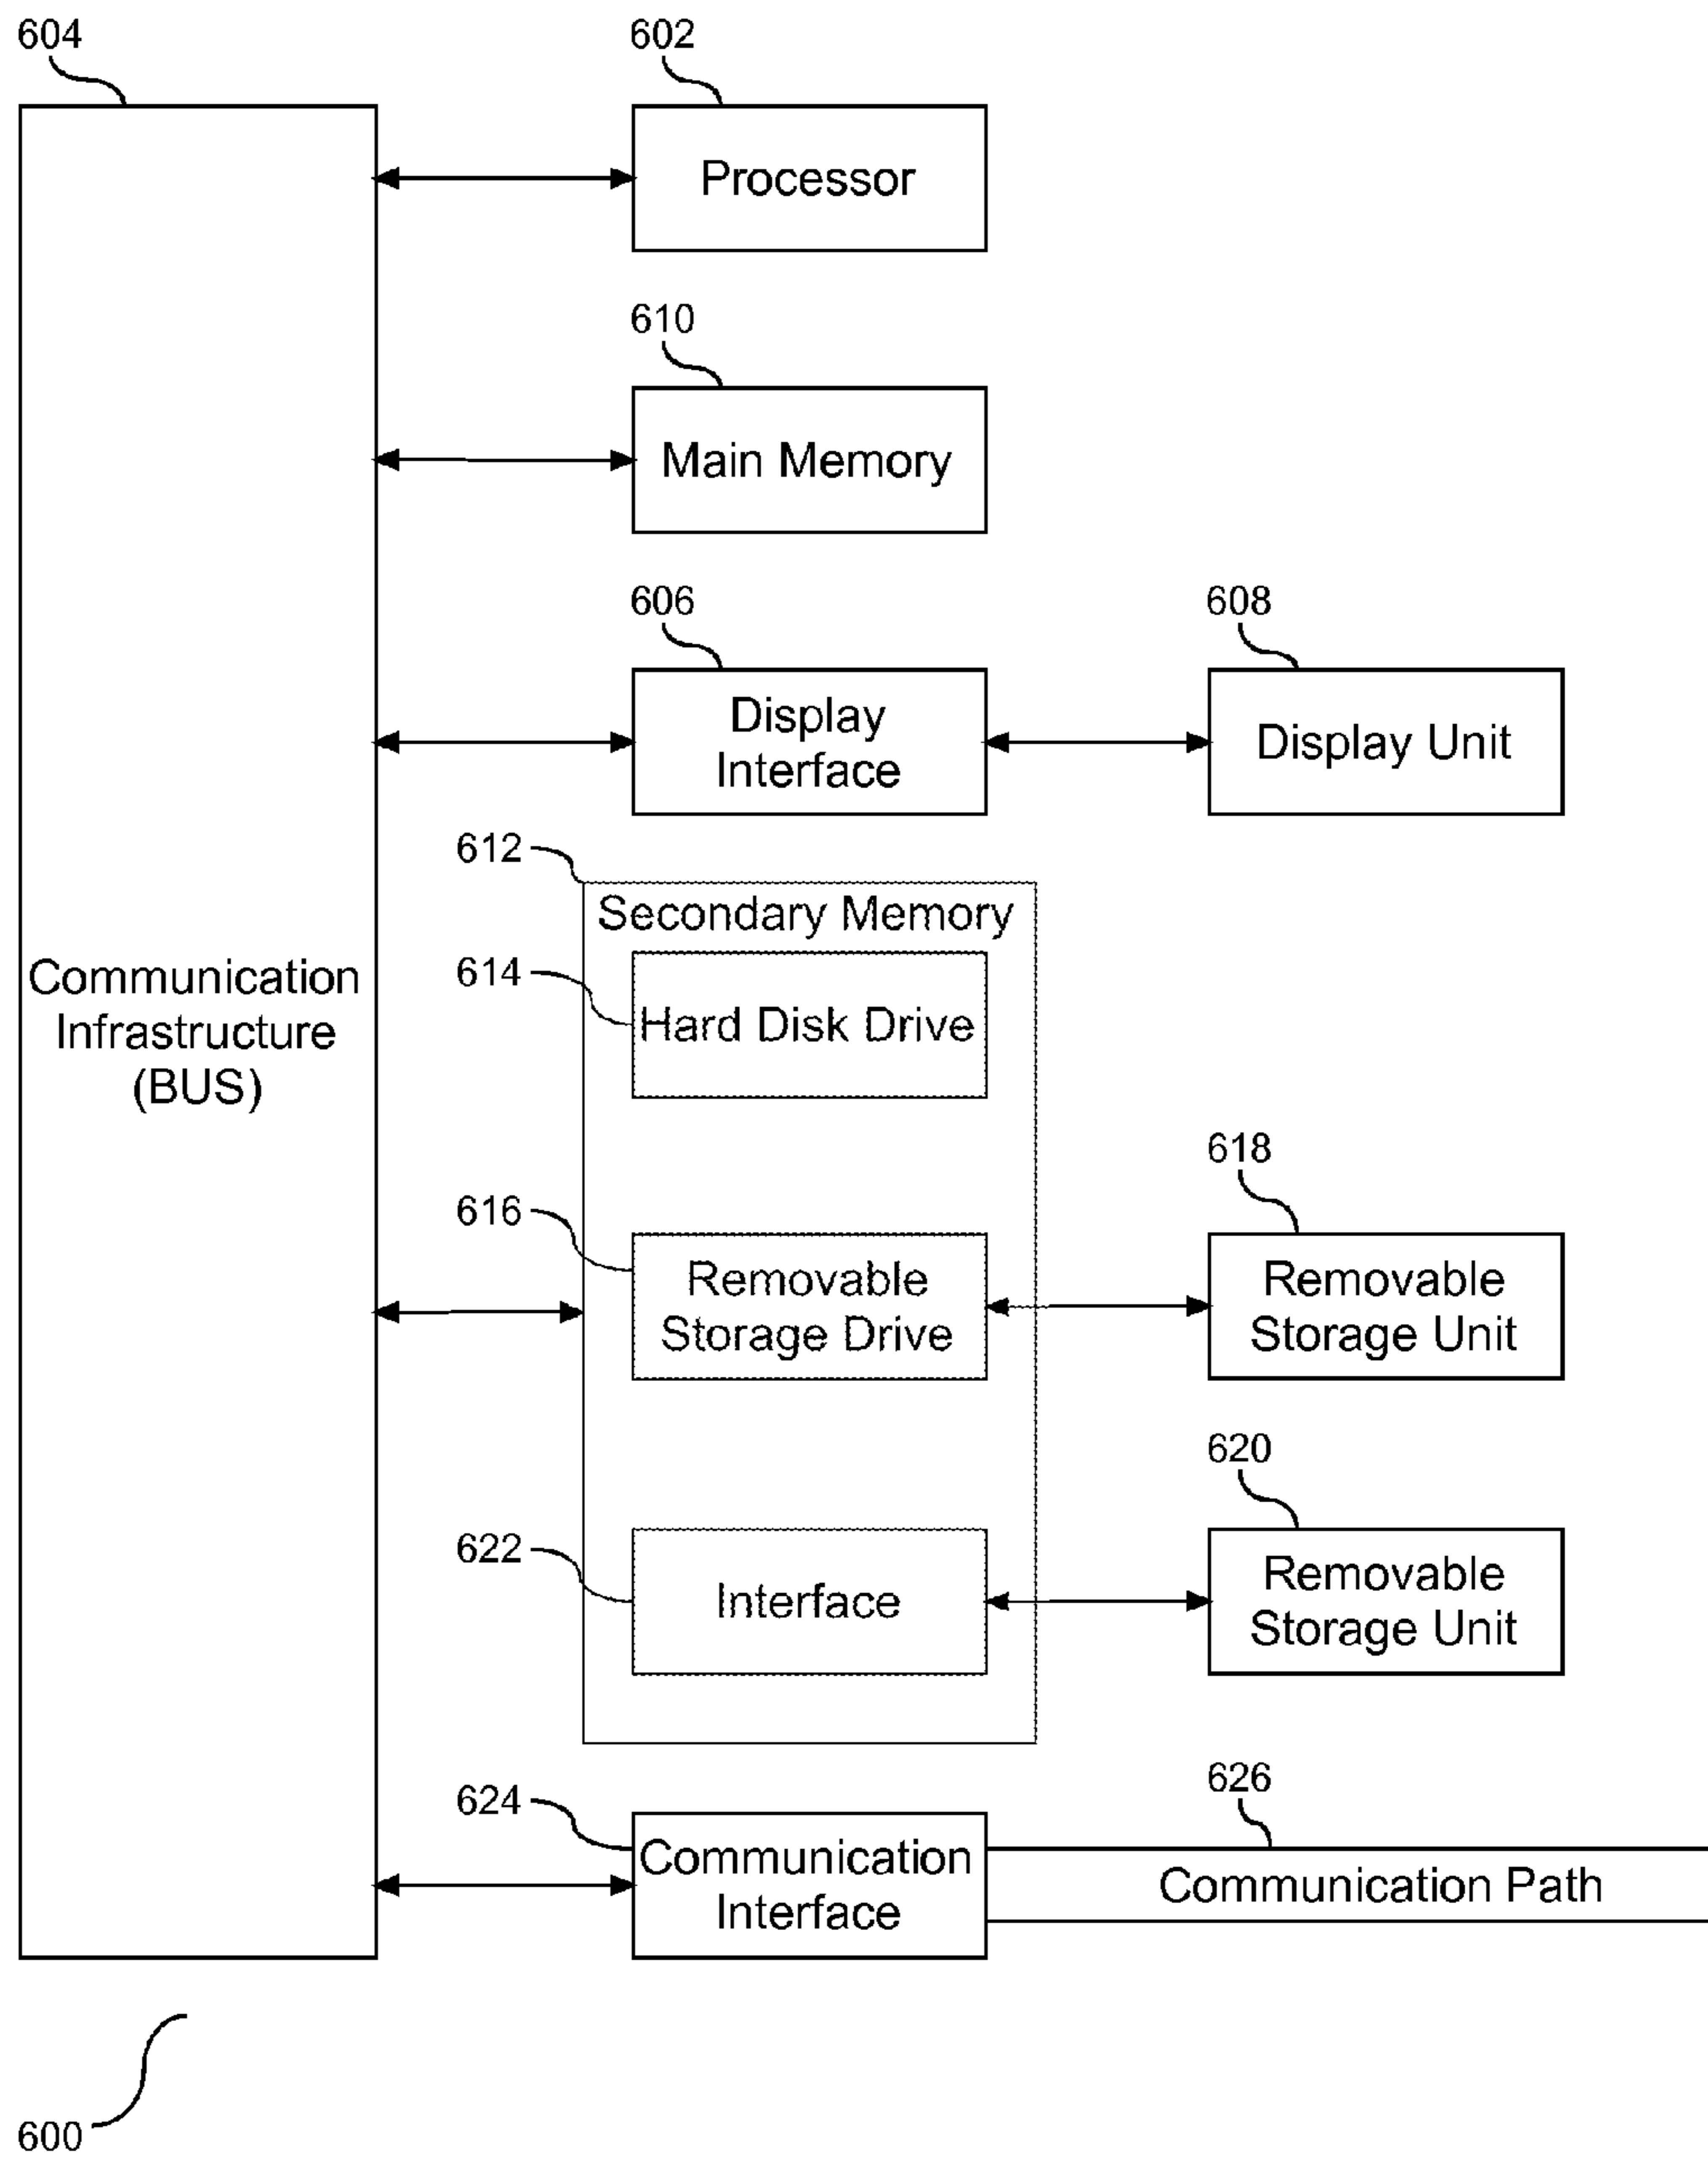 604
602
Processor
610
Main Memory
606
608
Display
Interface
Display Unit
612
Secondary Memory
614
Hard Disk Drive
Communication
Infrastructure
(BUS)
618
616
Removable
Storage Drive
Removable
Storage Unit
620
622
Interface
Removable
Storage Unit
626
624
Communication
Interface
Communication Path
600